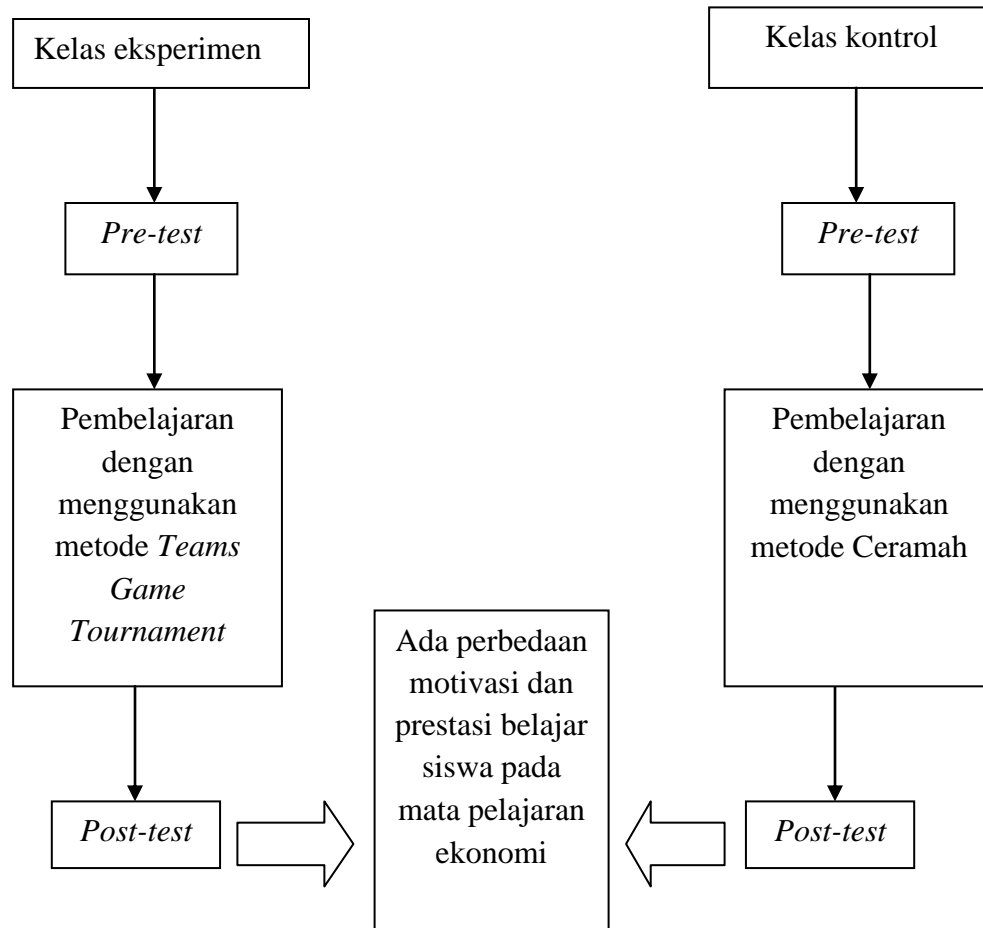 Kelas eksperimen
Kelas kontrol
Pre-test
Pre-test
Pembelajaran
dengan
menggunakan
metode Teams
Game
Tournament
Pembelajaran
dengan
menggunakan
metode Ceramah
Ada perbedaan
motivasi dan
prestasi belajar
siswa pada
mata pelajaran
ekonomi
Post-test
Post-test